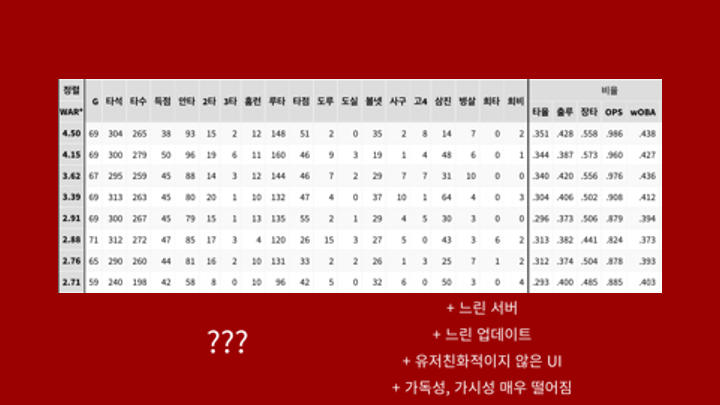 정렬 비율
WAR* G 타석 타수 득점 안타 2타 3타 홈런 루타 타점 도루 도실 볼넷 사구 고4 삼진 병살 희타 희비 타율 출루 장타 OPS wOBA
4.50 69 304 265 38 93 15 2 12 148 51 2 0 35 2 8 14 7 0 2 .351 .428 .558 .986 .438
4.15 69 300 279 50 96 19 6 11 160 46 9 3 19 1 4 48 6 0 1 .344 .387 .573 .960 .427
3.62 67 295 259 45 88 14 3 12 144 46 7 2 29 7 7 31 10 0 0 .340 .420 .556 .976 .436
3.39 69 313 263 45 80 20 1 10 132 47 4 0 37 10 1 64 4 0 3 .304 .406 .502 .908 .412
2.91 69 300 267 45 79 15 1 13 135 55 2 1 29 4 5 30 3 0 0 .296 .373 .506 .879 .394
2.88 71 312 272 47 85 17 3 4 120 26 15 3 27 5 0 43 3 6 2 .313 .382 .441 .824 .373
2.76 65 290 260 44 81 16 2 10 131 33 2 2 26 1 3 25 7 1 2 .312 .374 .504 .878 .393
2.71 59 240 198 42 58 8 0 10 96 42 5 0 32 6 0 50 3 0 4 .293 .400 .485 .885 .403
+ 느린 서버
??? + 느린 업데이트
+ 유저친화적이지 않은 UI
+ 가독성, 가시성 매우 떨어짐